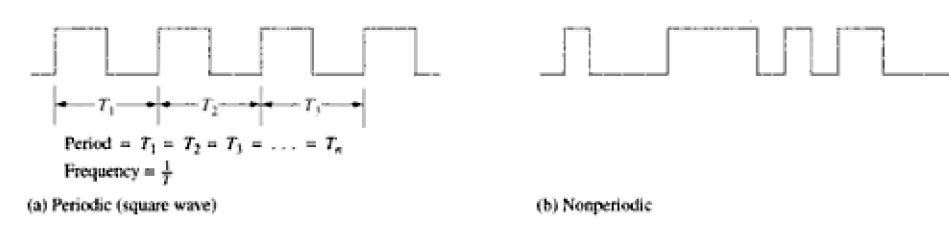 T₁ T₂ T₃
Period = T₁ = T₂ = T₃ = . . . = Tₙ
Frequency = 1/T
(a) Periodic (square wave)
(b) Nonperiodic